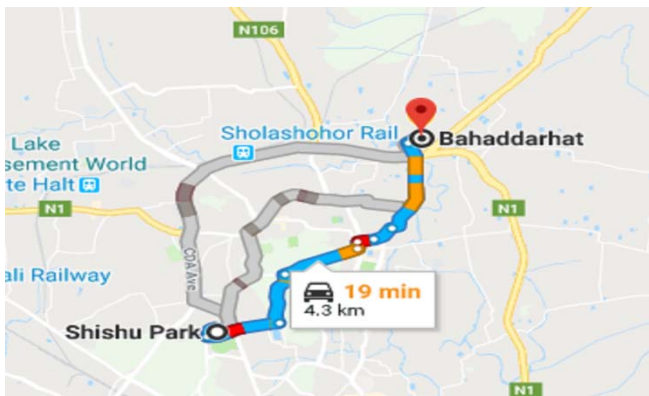 N106
Sholashohor Rail
Bahaddarhat
Lake
sement World
te Halt
N1
N1
CDA Ave
ali Railway
19 min
4.3 km
Shishu Park
N1